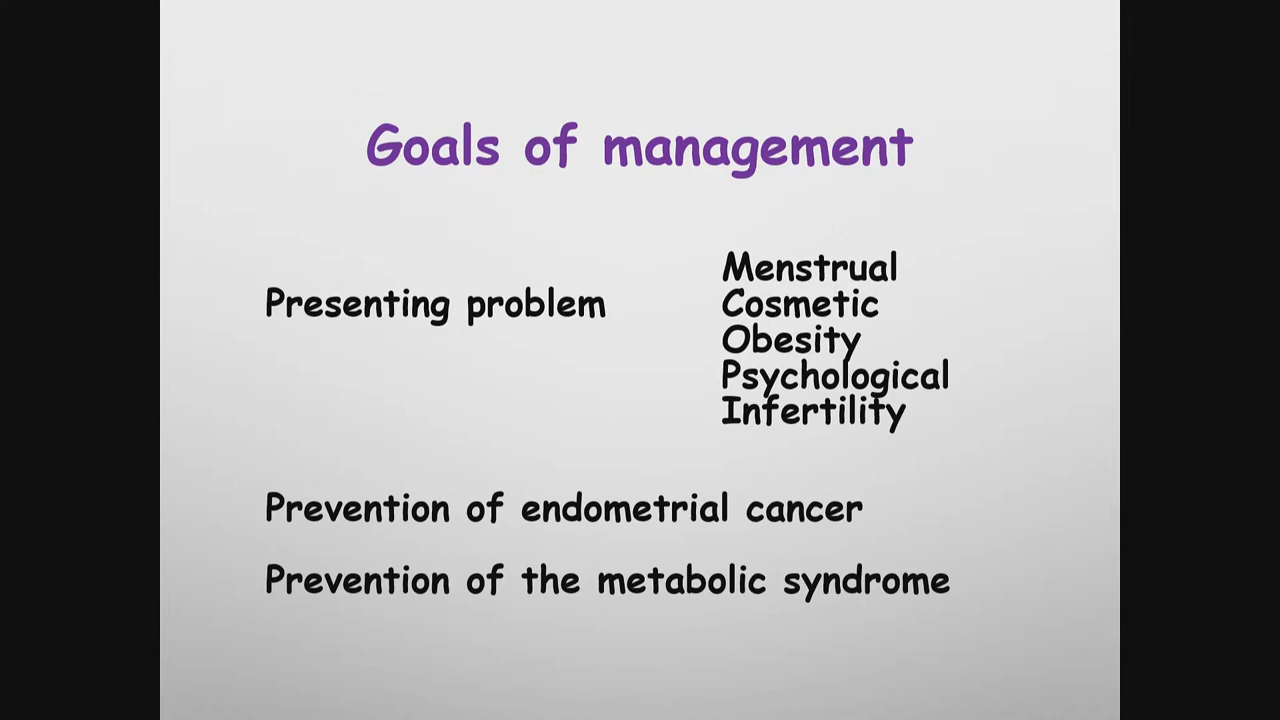 Goals of management
Menstrual
Presenting problem Cosmetic
Obesity
Psychological
Infertility
Prevention of endometrial cancer
Prevention of the metabolic syndrome